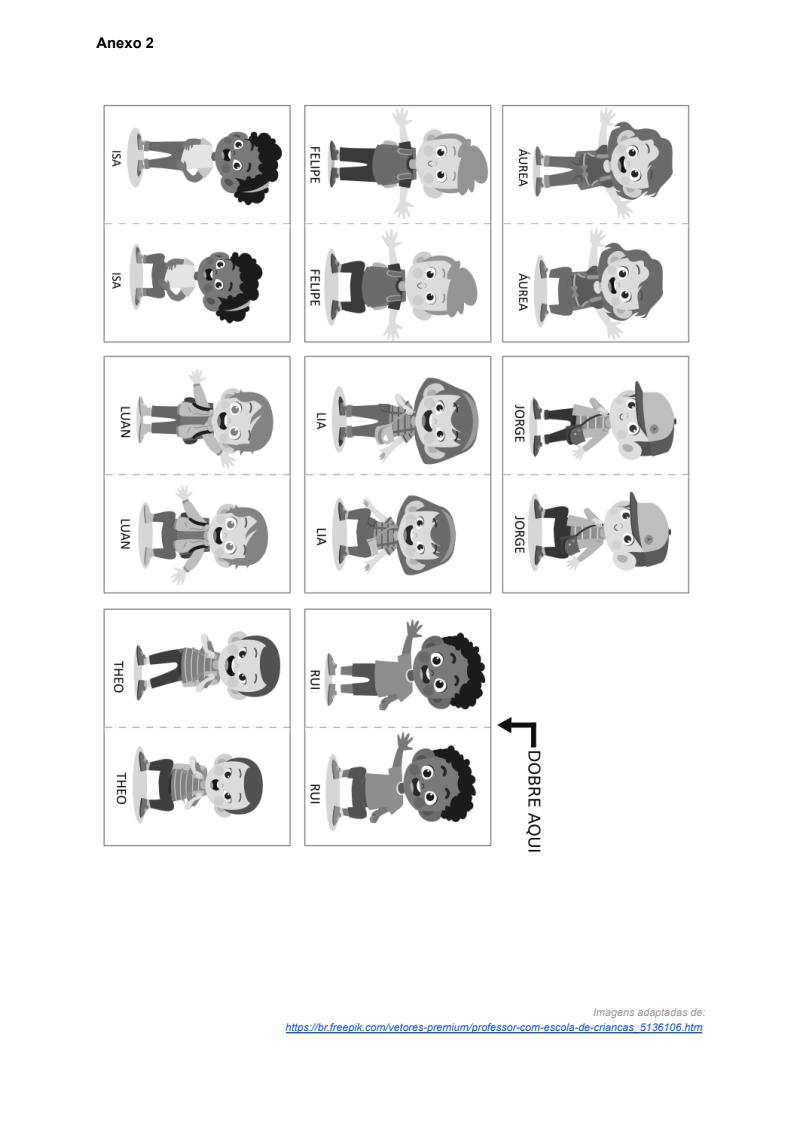 Anexo 2
ISA
FELIPE
ÁUREA
ISA
FELIPE
ÁUREA
LUAN
LIA
JORGE
LUAN
LIA
JORGE
THEO
RUI
THEO
RUI
DOBRE AQUI
Imagens adaptadas de:
https://br.freepik.com/vetores-premium/professor-com-escola-de-criancas_5136106.htm